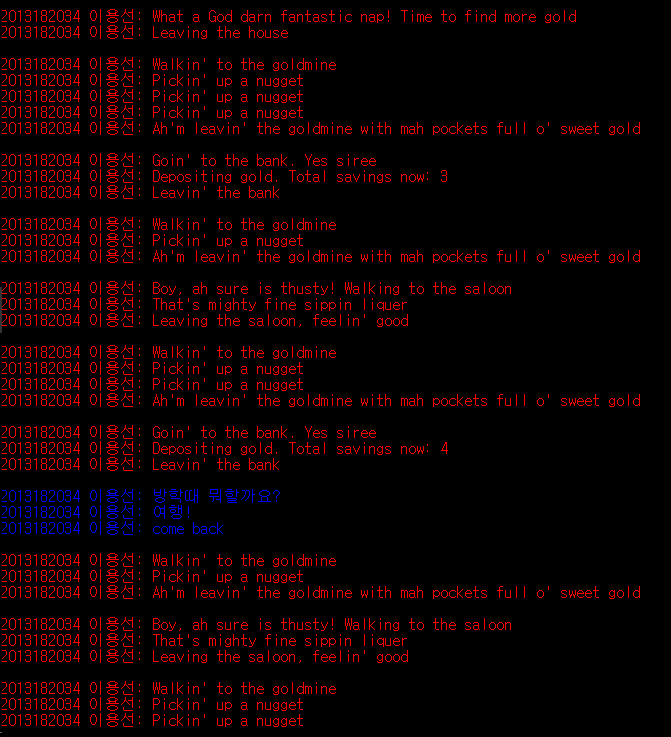 2013182034 이용선: What a God darn fantastic nap! Time to find more gold
2013182034 이용선: Leaving the house
2013182034 이용선: Walkin' to the goldmine
2013182034 이용선: Pickin' up a nugget
2013182034 이용선: Pickin' up a nugget
2013182034 이용선: Pickin' up a nugget
2013182034 이용선: Ah'm leavin' the goldmine with mah pockets full o' sweet gold
2013182034 이용선: Goin' to the bank. Yes siree
2013182034 이용선: Depositing gold. Total savings now: 3
2013182034 이용선: Leavin' the bank
2013182034 이용선: Walkin' to the goldmine
2013182034 이용선: Pickin' up a nugget
2013182034 이용선: Ah'm leavin' the goldmine with mah pockets full o' sweet gold
2013182034 이용선: Boy, ah sure is thusty! Walking to the saloon
2013182034 이용선: That's mighty fine sippin liquer
2013182034 이용선: Leaving the saloon, feelin' good
2013182034 이용선: Walkin' to the goldmine
2013182034 이용선: Pickin' up a nugget
2013182034 이용선: Pickin' up a nugget
2013182034 이용선: Ah'm leavin' the goldmine with mah pockets full o' sweet gold
2013182034 이용선: Goin' to the bank. Yes siree
2013182034 이용선: Depositing gold. Total savings now: 4
2013182034 이용선: Leavin' the bank
2013182034 이용선: 방학때 뭐할까요?
2013182034 이용선: 여행!
2013182034 이용선: come back
2013182034 이용선: Walkin' to the goldmine
2013182034 이용선: Pickin' up a nugget
2013182034 이용선: Ah'm leavin' the goldmine with mah pockets full o' sweet gold
2013182034 이용선: Boy, ah sure is thusty! Walking to the saloon
2013182034 이용선: That's mighty fine sippin liquer
2013182034 이용선: Leaving the saloon, feelin' good
2013182034 이용선: Walkin' to the goldmine
2013182034 이용선: Pickin' up a nugget
2013182034 이용선: Pickin' up a nugget